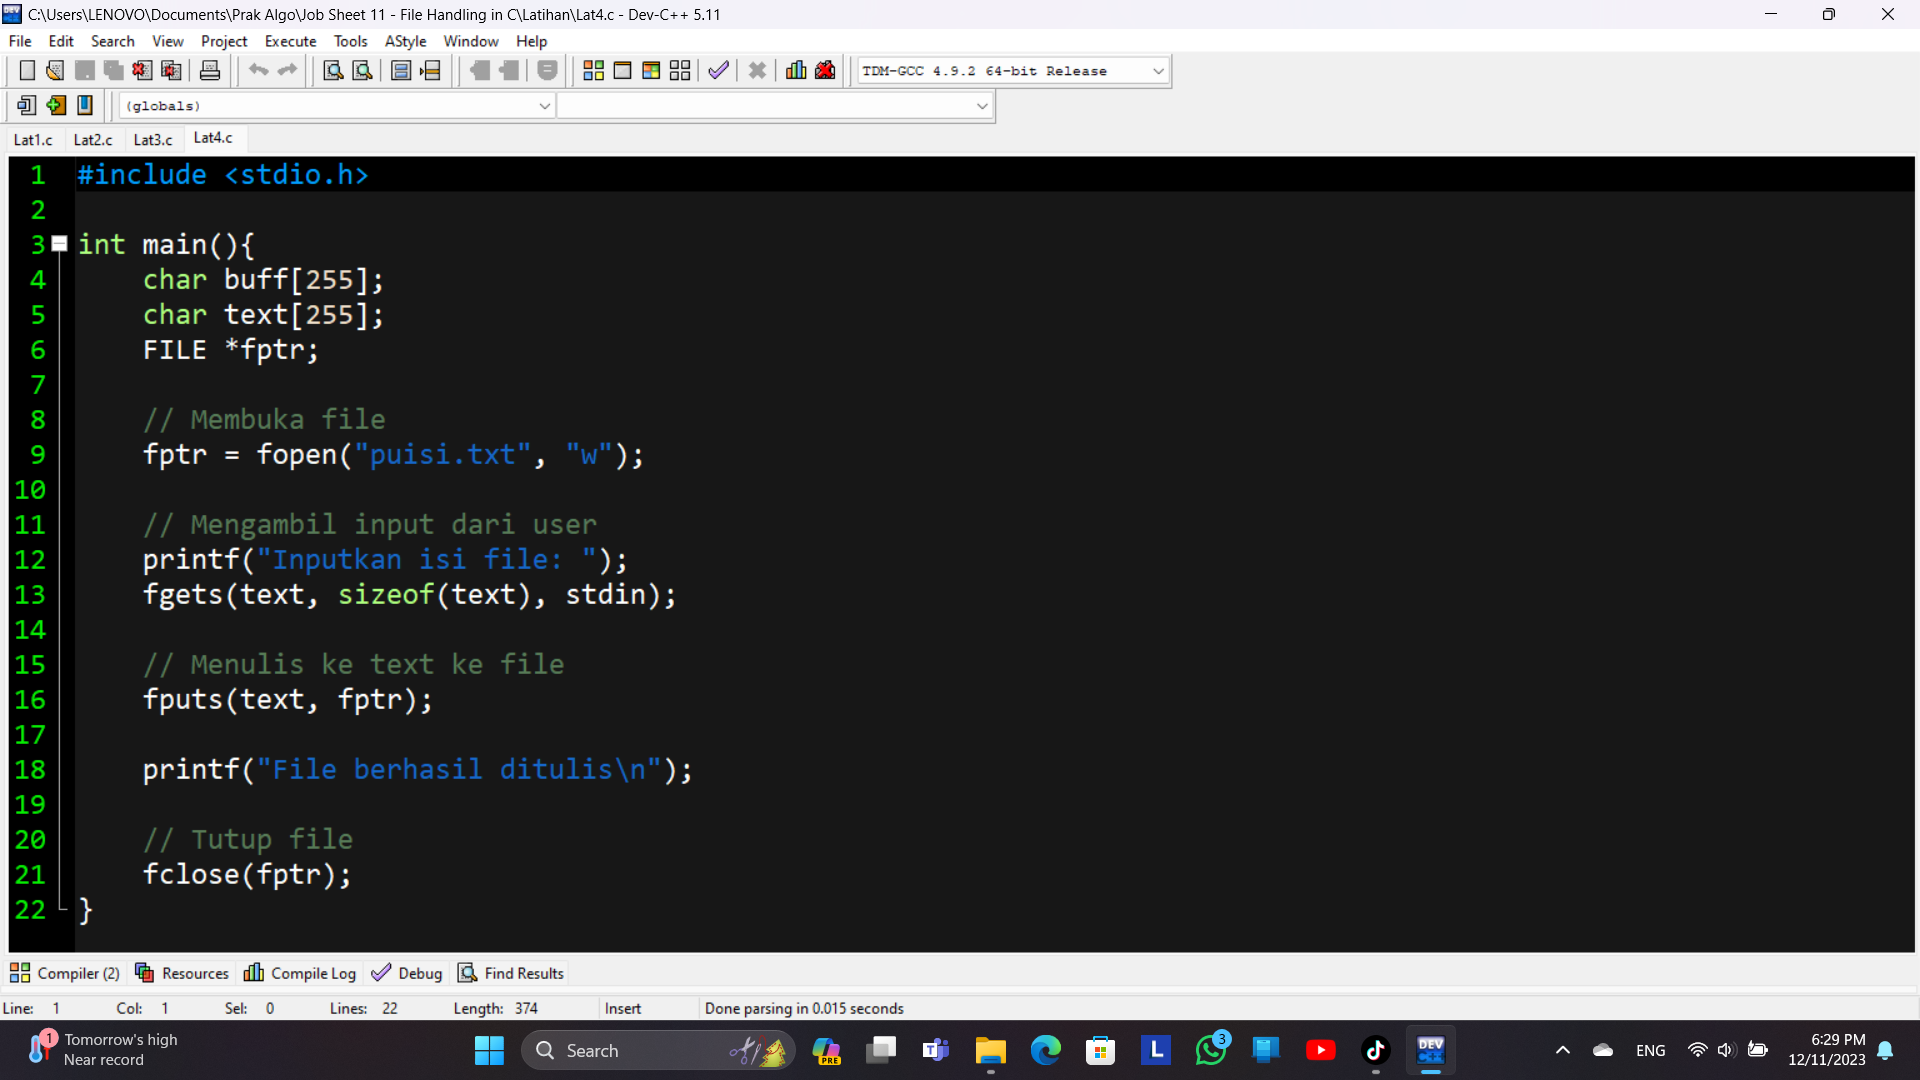 C:\Users\LENOVO\Documents\Prak Algo\Job Sheet 11 - File Handling in C\Latihan\Lat4.c - Dev-C++ 5.11
File Edit Search View Project Execute Tools AStyle Window Help
TDM-GCC 4.9.2 64-bit Release
(globals)
Lat1.c Lat2.c Lat3.c Lat4.c
1 #include <stdio.h>
2
3 int main(){
4     char buff[255];
5     char text[255];
6     FILE *fptr;
7
8     // Membuka file
9     fptr = fopen("puisi.txt", "w");
10
11     // Mengambil input dari user
12     printf("Inputkan isi file: ");
13     fgets(text, sizeof(text), stdin);
14
15     // Menulis ke text ke file
16     fputs(text, fptr);
17
18     printf("File berhasil ditulis\n");
19
20     // Tutup file
21     fclose(fptr);
22 }
Compiler (2) Resources Compile Log Debug Find Results
Line: 1 Col: 1 Sel: 0 Lines: 22 Length: 374 Insert Done parsing in 0.015 seconds
1 Tomorrow's high
Near record
Search
PRE
T
L
3
DEV
C++
ENG
6:29 PM
12/11/2023